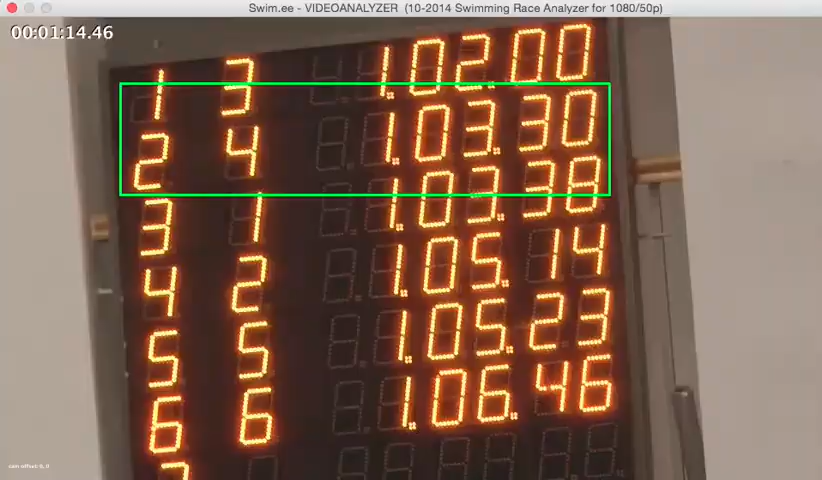 Swim.ee - VIDEOANALYZER (10-2014 Swimming Race Analyzer for 1080/50p)
00:01:14.46
1 3 1.02.00
2 4 1.03.30
3 1 1.03.38
4 2 1.05.14
5 5 1.05.23
6 6 1.06.46
7